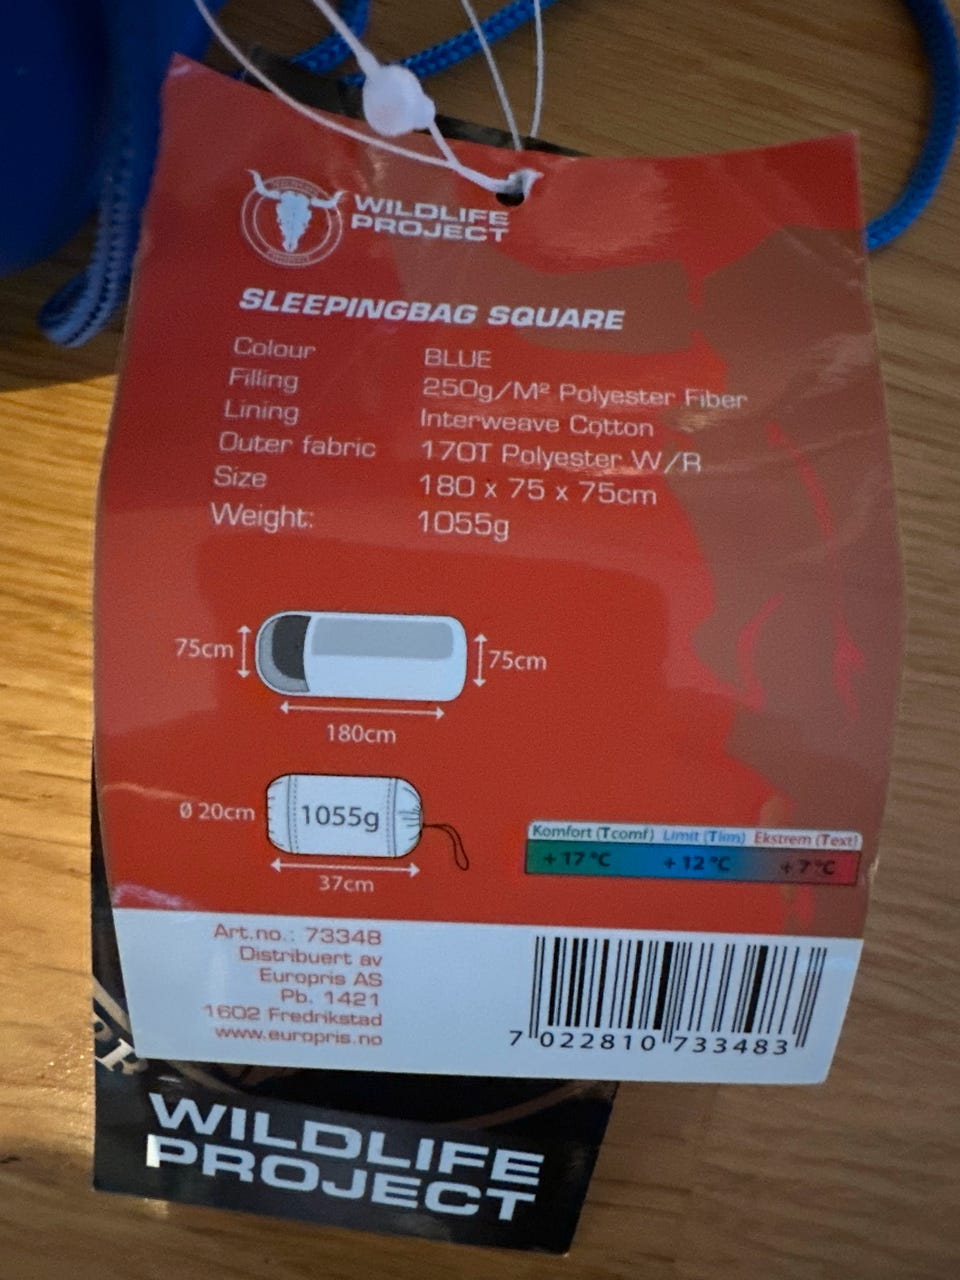 WILDLIFE
PROJECT
SLEEPINGBAG SQUARE
Colour BLUE
Filling 250g/M² Polyester Fiber
Lining Interweave Cotton
Outer fabric 170T Polyester W/R
Size 180 x 75 x 75cm
Weight: 1055g
75cm
75cm
180cm
Ø 20cm
1055g
37cm
Komfort (Tcomf) Limit (Tlim) Ekstrem (Text)
+17 °C +12 °C +7 °C
Art.no.: 73348
Distribuert av
Europris AS
Pb. 1421
1602 Fredrikstad
www.europris.no
7 022810 733483
WILDLIFE
PROJECT